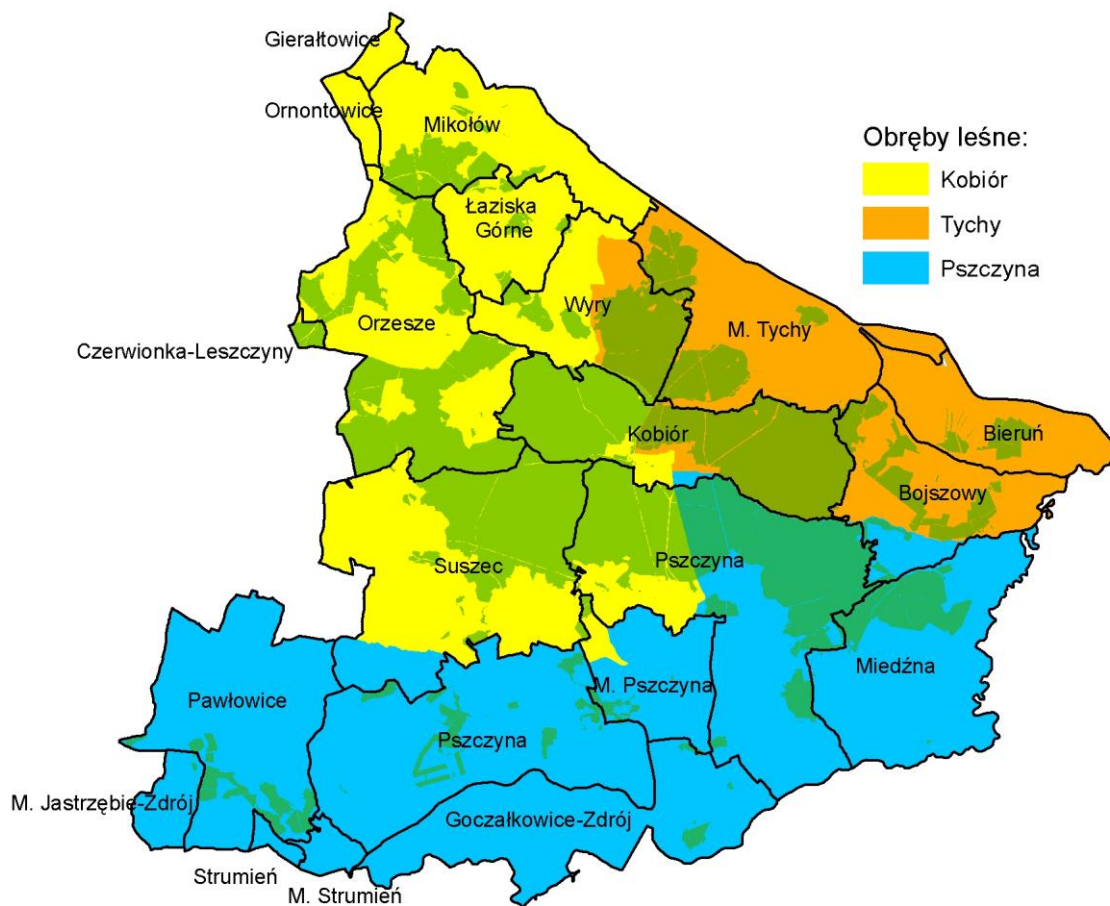 Gierałtowice
Ornontowice
Mikołów
Obręby leśne:
Kobiór
Tychy
Pszczyna
Łaziska
Górne
Wyry
M. Tychy
Orzesze
Czerwionka-Leszczyny
Kobiór
Bieruń
Bojszowy
Suszec
Pszczyna
Miedźna
M. Pszczyna
Pawłowice
Pszczyna
M. Jastrzębie-Zdrój
Goczałkowice-Zdrój
Strumień
M. Strumień